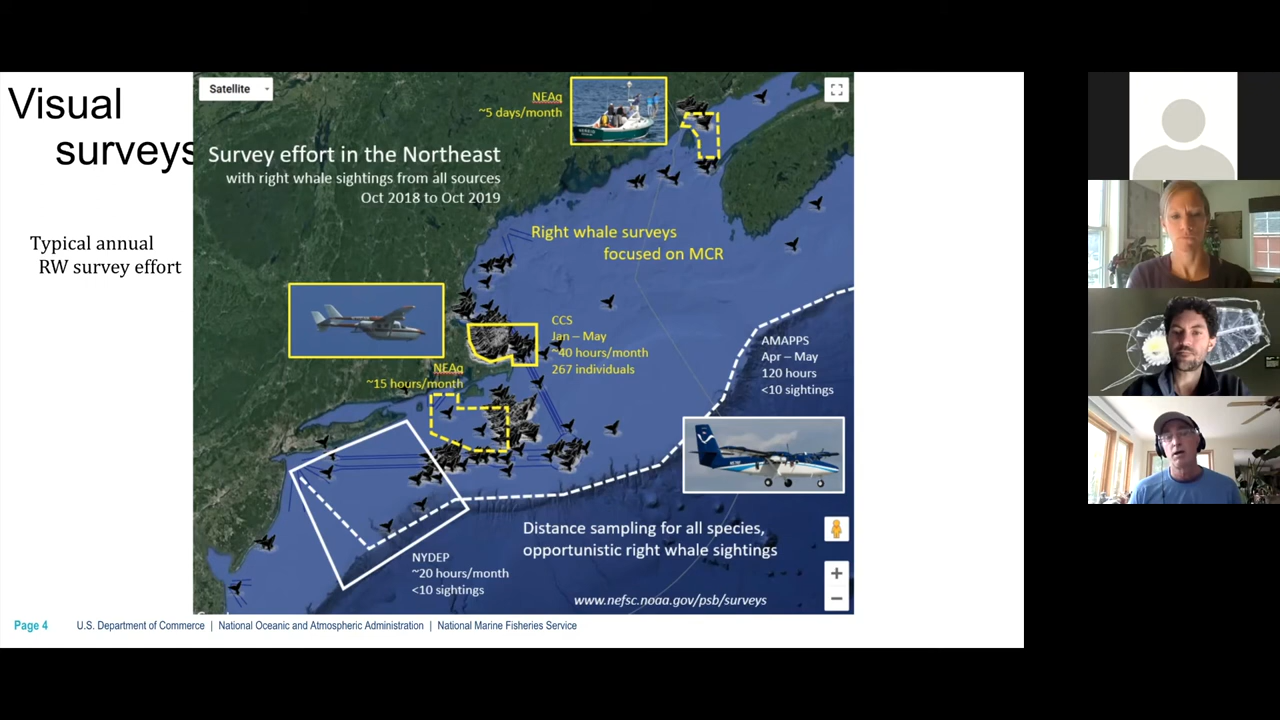 Visual
surveys
Typical annual
RW survey effort
Satellite
Survey effort in the Northeast
with right whale sightings from all sources
Oct 2018 to Oct 2019
NEAq
~5 days/month
Right whale surveys
focused on MCR
CCS
Jan – May
~40 hours/month
267 individuals
NEAq
~15 hours/month
AMAPPS
Apr – May
120 hours
<10 sightings
NYDEP
~20 hours/month
<10 sightings
Distance sampling for all species,
opportunistic right whale sightings
www.nefsc.noaa.gov/psb/surveys
Page 4 U.S. Department of Commerce | National Oceanic and Atmospheric Administration | National Marine Fisheries Service